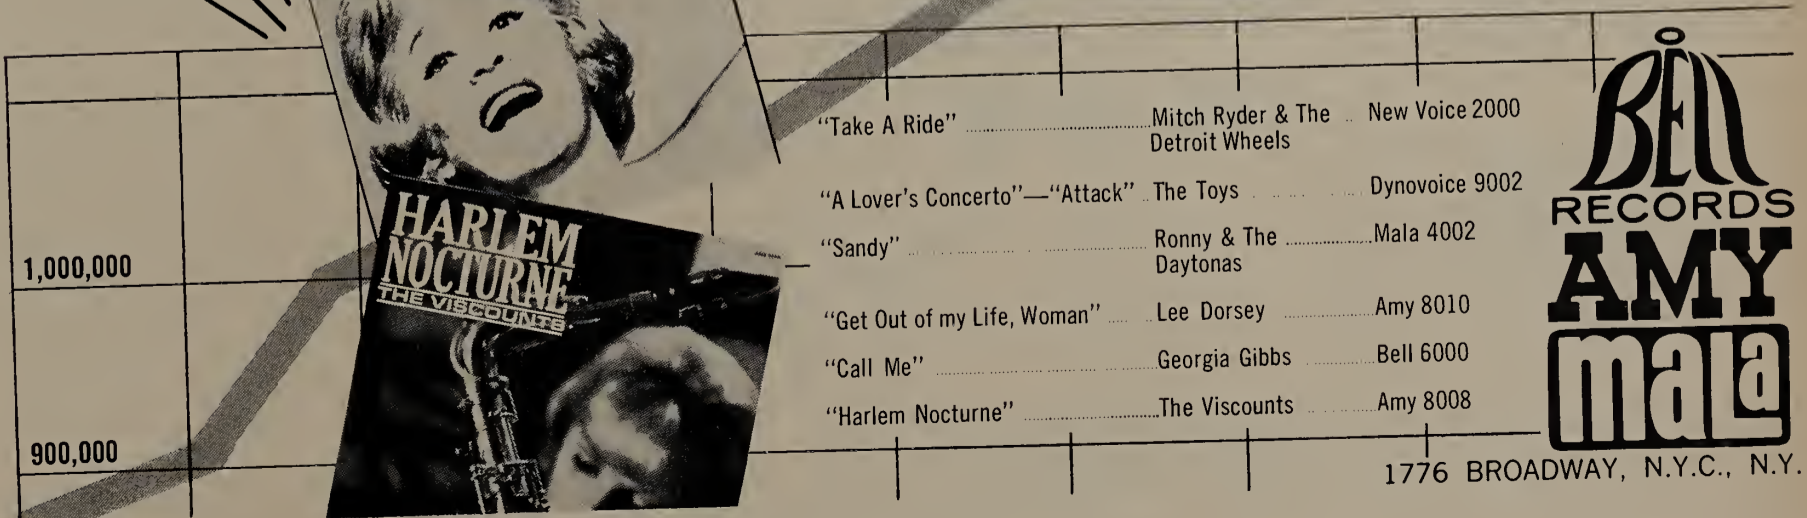 1,000,000
900,000
HARLEM
NOCTURNE
THE VISCOUNTS
"Take A Ride" Mitch Ryder & The Detroit Wheels New Voice 2000
"A Lover's Concerto"—"Attack" The Toys Dynovoice 9002
"Sandy" Ronny & The Daytonas Mala 4002
"Get Out of my Life, Woman" Lee Dorsey Amy 8010
"Call Me" Georgia Gibbs Bell 6000
"Harlem Nocturne" The Viscounts Amy 8008
BELL
RECORDS
AMY
mala
1776 BROADWAY, N.Y.C., N.Y.